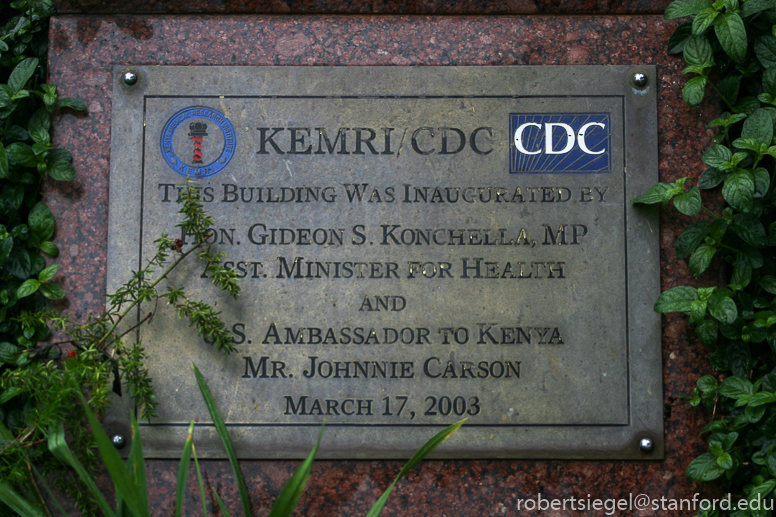 KEMRI/CDC
CDC
THIS BUILDING WAS INAUGURATED BY
HON. GIDEON S. KONCHELLA, MP
ASST. MINISTER FOR HEALTH
AND
U.S. AMBASSADOR TO KENYA
MR. JOHNNIE CARSON
MARCH 17, 2003
robertsiegel@stanford.edu